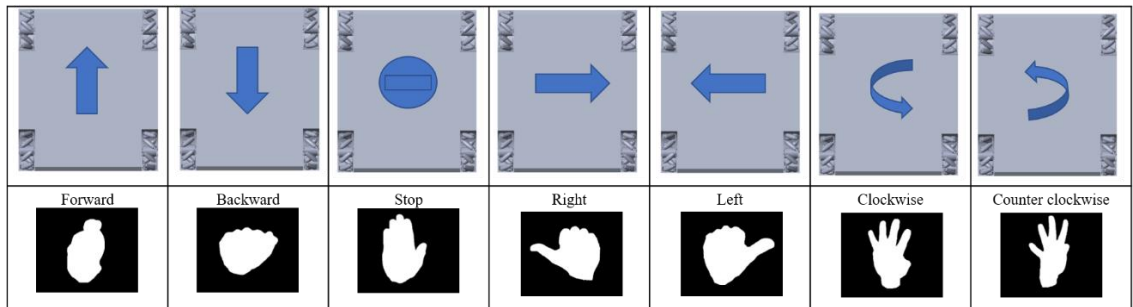 Forward
Backward
Stop
Right
Left
Clockwise
Counter clockwise